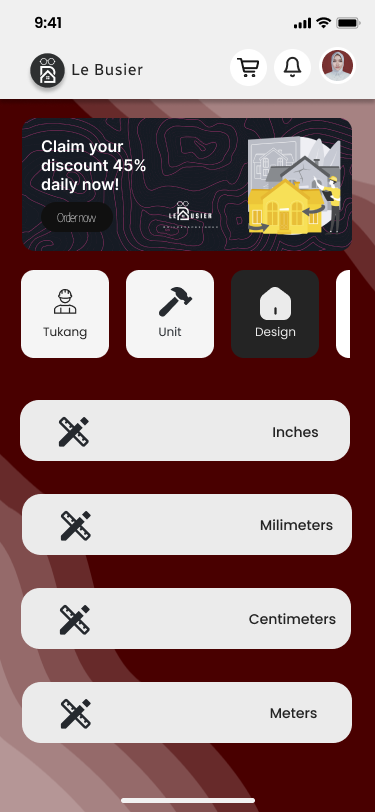 9:41
Le Busier
Claim your
discount 45%
daily now!
Order now
LE BUSIER
Tukang
Unit
Design
Inches
Milimeters
Centimeters
Meters